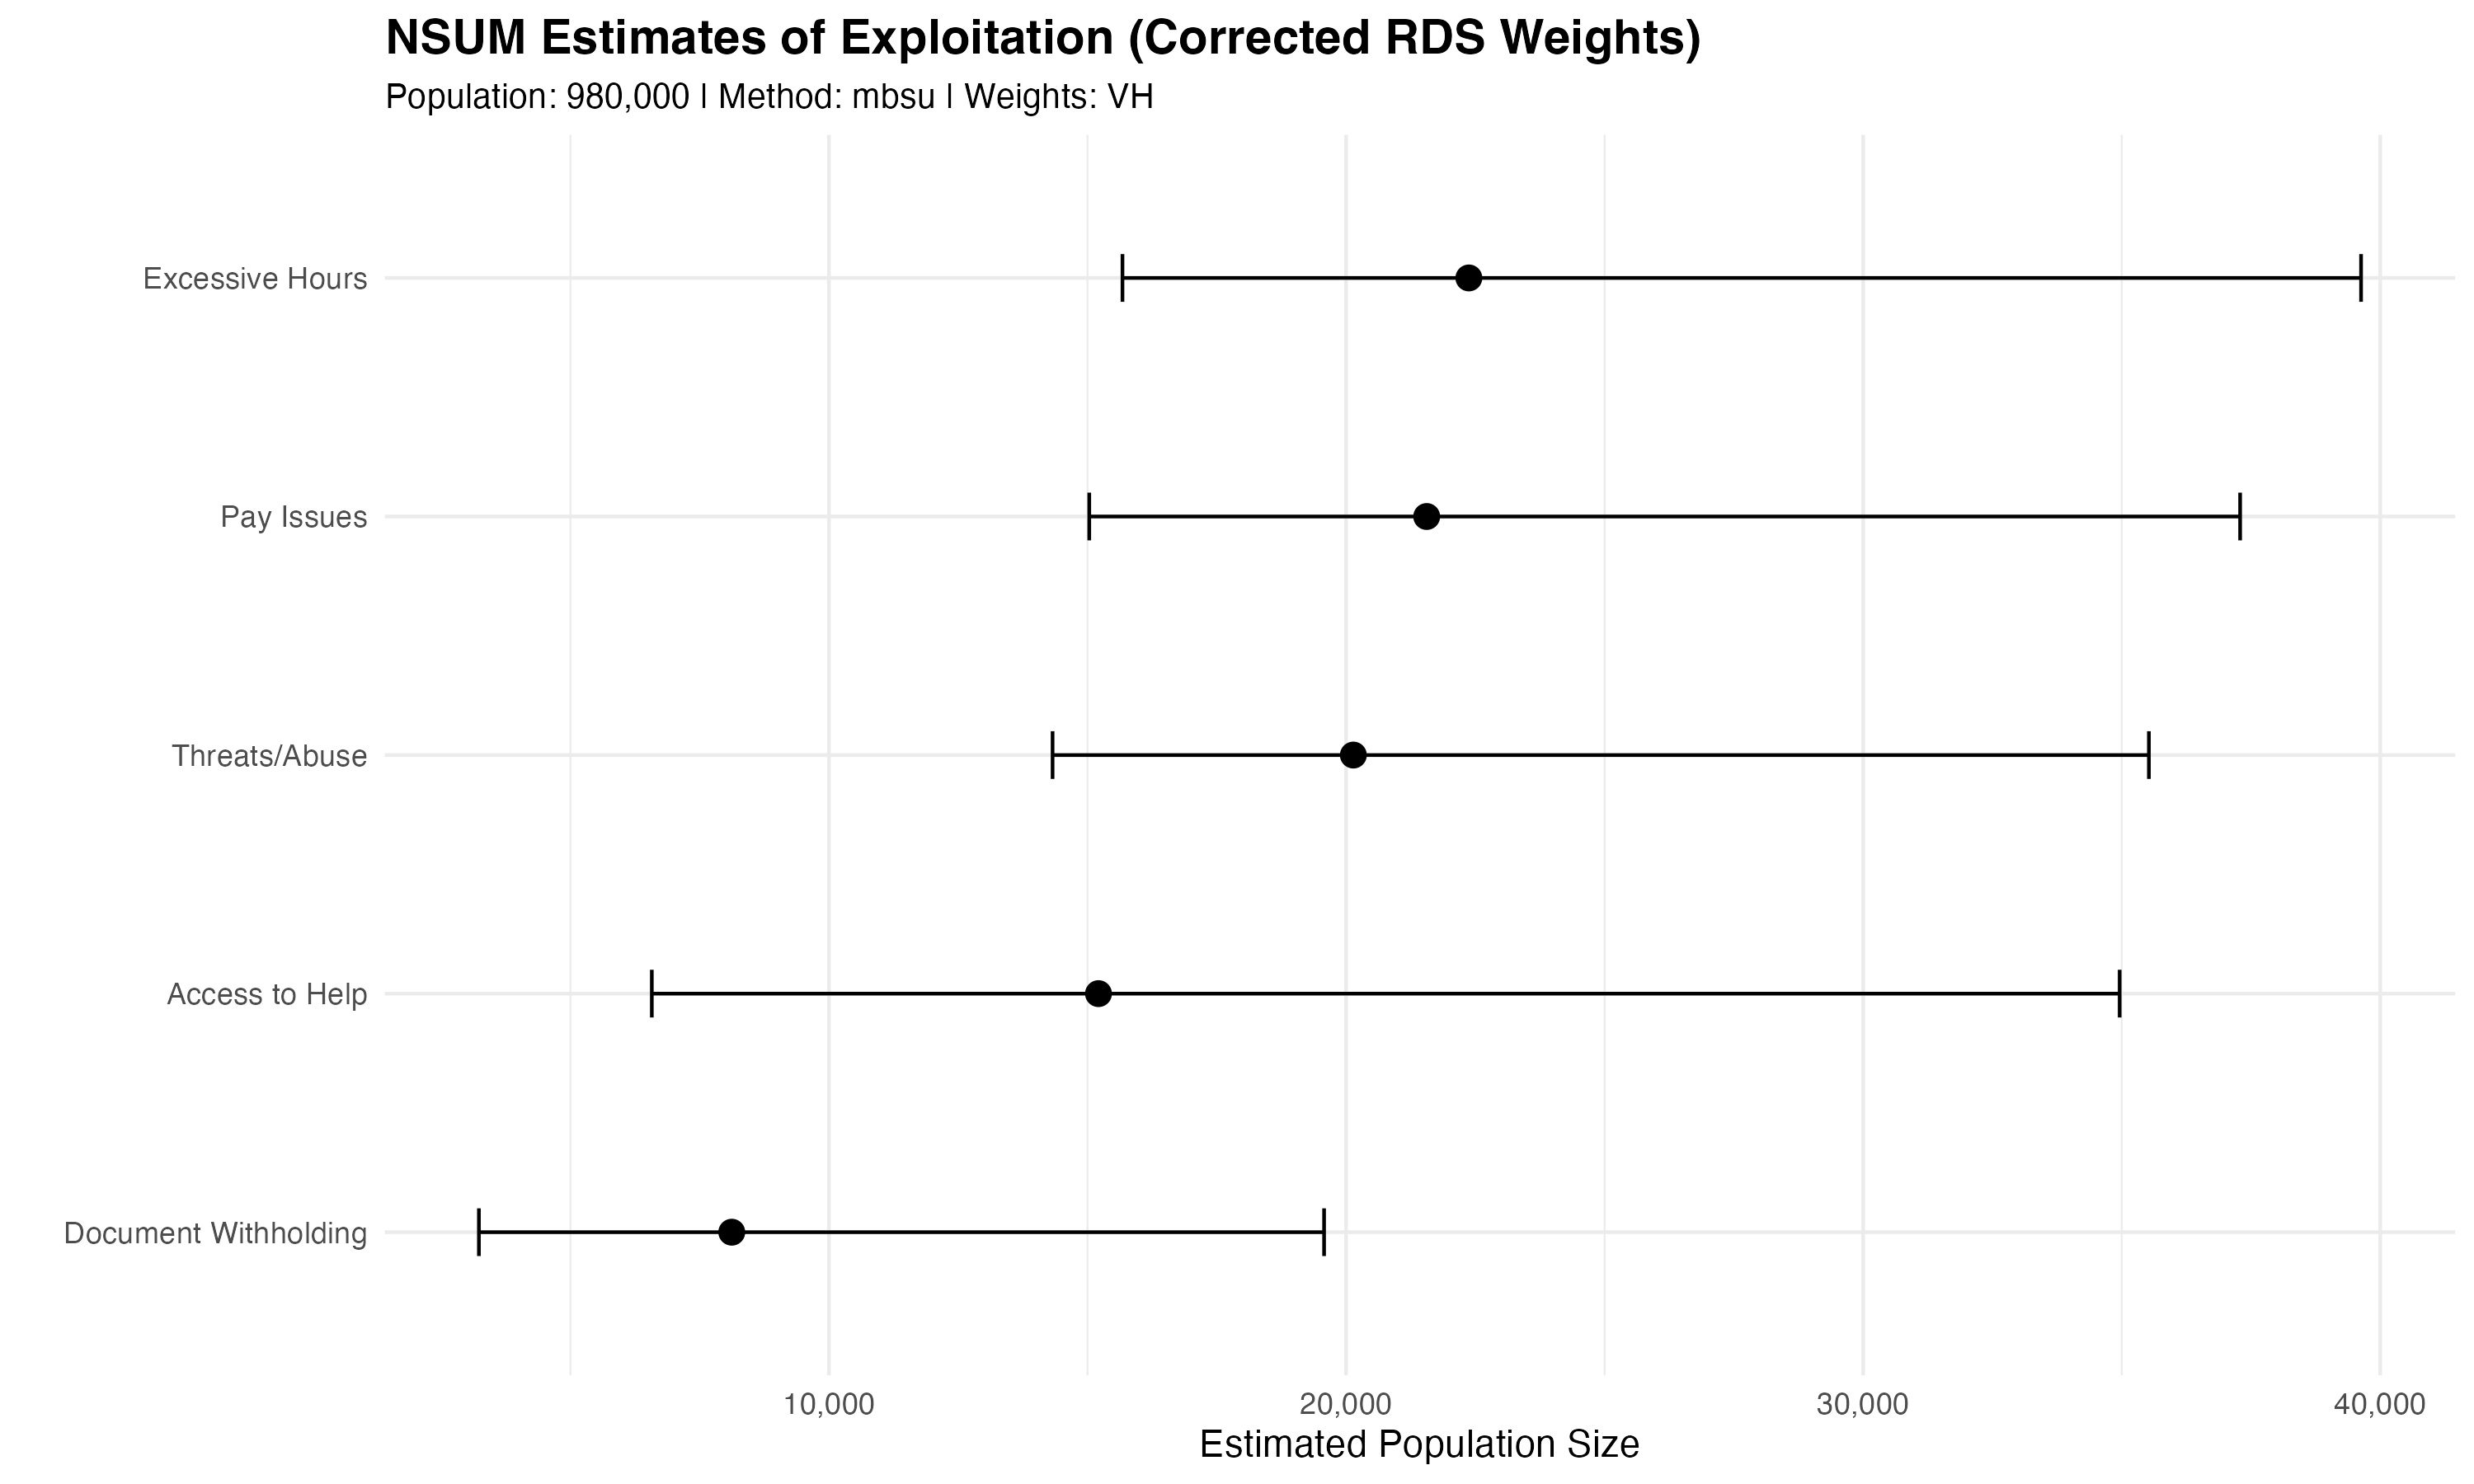 NSUM Estimates of Exploitation (Corrected RDS Weights)
Population: 980,000 | Method: mbsu | Weights: VH
Excessive Hours
Pay Issues
Threats/Abuse
Access to Help
Document Withholding
10,000 20,000 30,000 40,000
Estimated Population Size